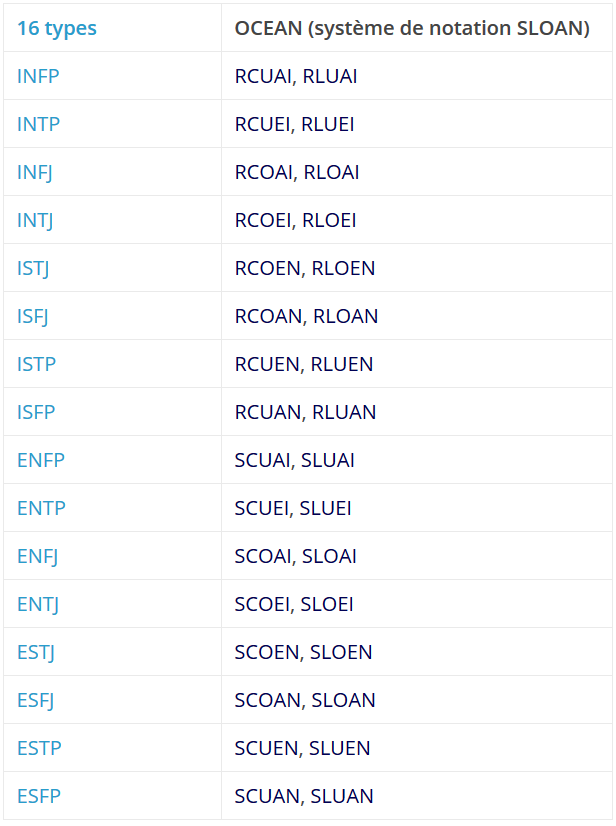 16 types OCEAN (système de notation SLOAN)
INFP RCUAI, RLUAI
INTP RCUEI, RLUEI
INFJ RCOAI, RLOAI
INTJ RCOEI, RLOEI
ISTJ RCOEN, RLOEN
ISFJ RCOAN, RLOAN
ISTP RCUEN, RLUEN
ISFP RCUAN, RLUAN
ENFP SCUAI, SLUAI
ENTP SCUEI, SLUEI
ENFJ SCOAI, SLOAI
ENTJ SCOEI, SLOEI
ESTJ SCOEN, SLOEN
ESFJ SCOAN, SLOAN
ESTP SCUEN, SLUEN
ESFP SCUAN, SLUAN